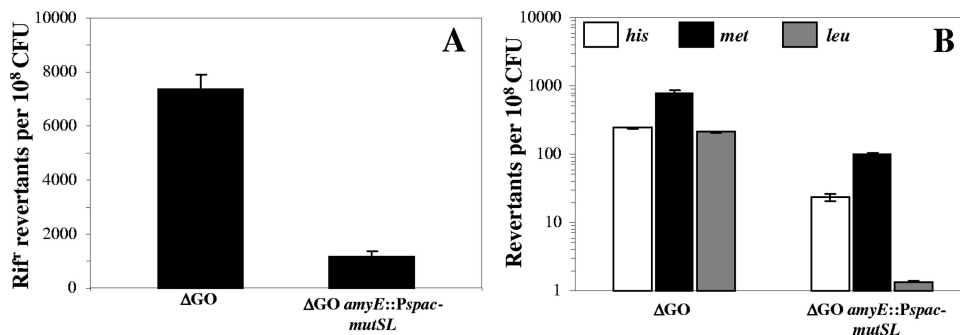 A
Rifʳ revertants per 10⁸ CFU
10000
8000
6000
4000
2000
0
ΔGO
ΔGO amyE::Pspac-
mutSL
B
his
met
leu
Revertants per 10⁸ CFU
10000
1000
100
10
1
ΔGO
ΔGO amyE::Pspac-
mutSL